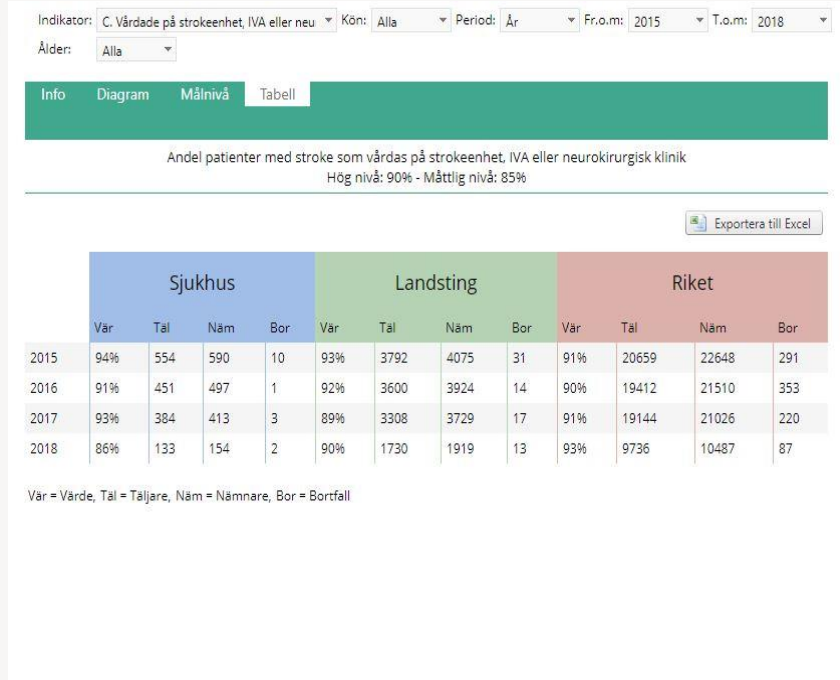 Indikator: C. Vårdade på strokeenhet, IVA eller neu Kön: Alla Period: År Fr.o.m: 2015 T.o.m: 2018
Ålder: Alla
Info Diagram Målnivå Tabell
Andel patienter med stroke som vårdas på strokeenhet, IVA eller neurokirurgisk klinik
Hög nivå: 90% - Måttlig nivå: 85%
Exportera till Excel
Sjukhus Landsting Riket
Vär Täl Näm Bor Vär Täl Näm Bor Vär Täl Näm Bor
2015 94% 554 590 10 93% 3792 4075 31 91% 20659 22648 291
2016 91% 451 497 1 92% 3600 3924 14 90% 19412 21510 353
2017 93% 384 413 3 89% 3308 3729 17 91% 19144 21026 220
2018 86% 133 154 2 90% 1730 1919 13 93% 9736 10487 87
Vär = Värde, Täl = Täljare, Näm = Nämnare, Bor = Bortfall